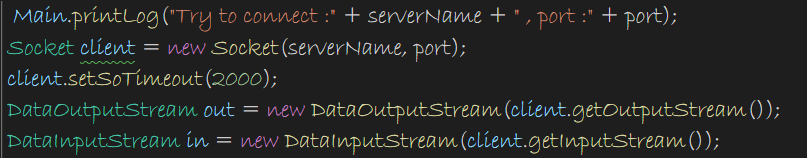 Main.printLog("Try to connect :" + serverName + " , port :" + port);
Socket client = new Socket(serverName, port);
client.setSoTimeout(2000);
DataOutputStream out = new DataOutputStream(client.getOutputStream());
DataInputStream in = new DataInputStream(client.getInputStream());